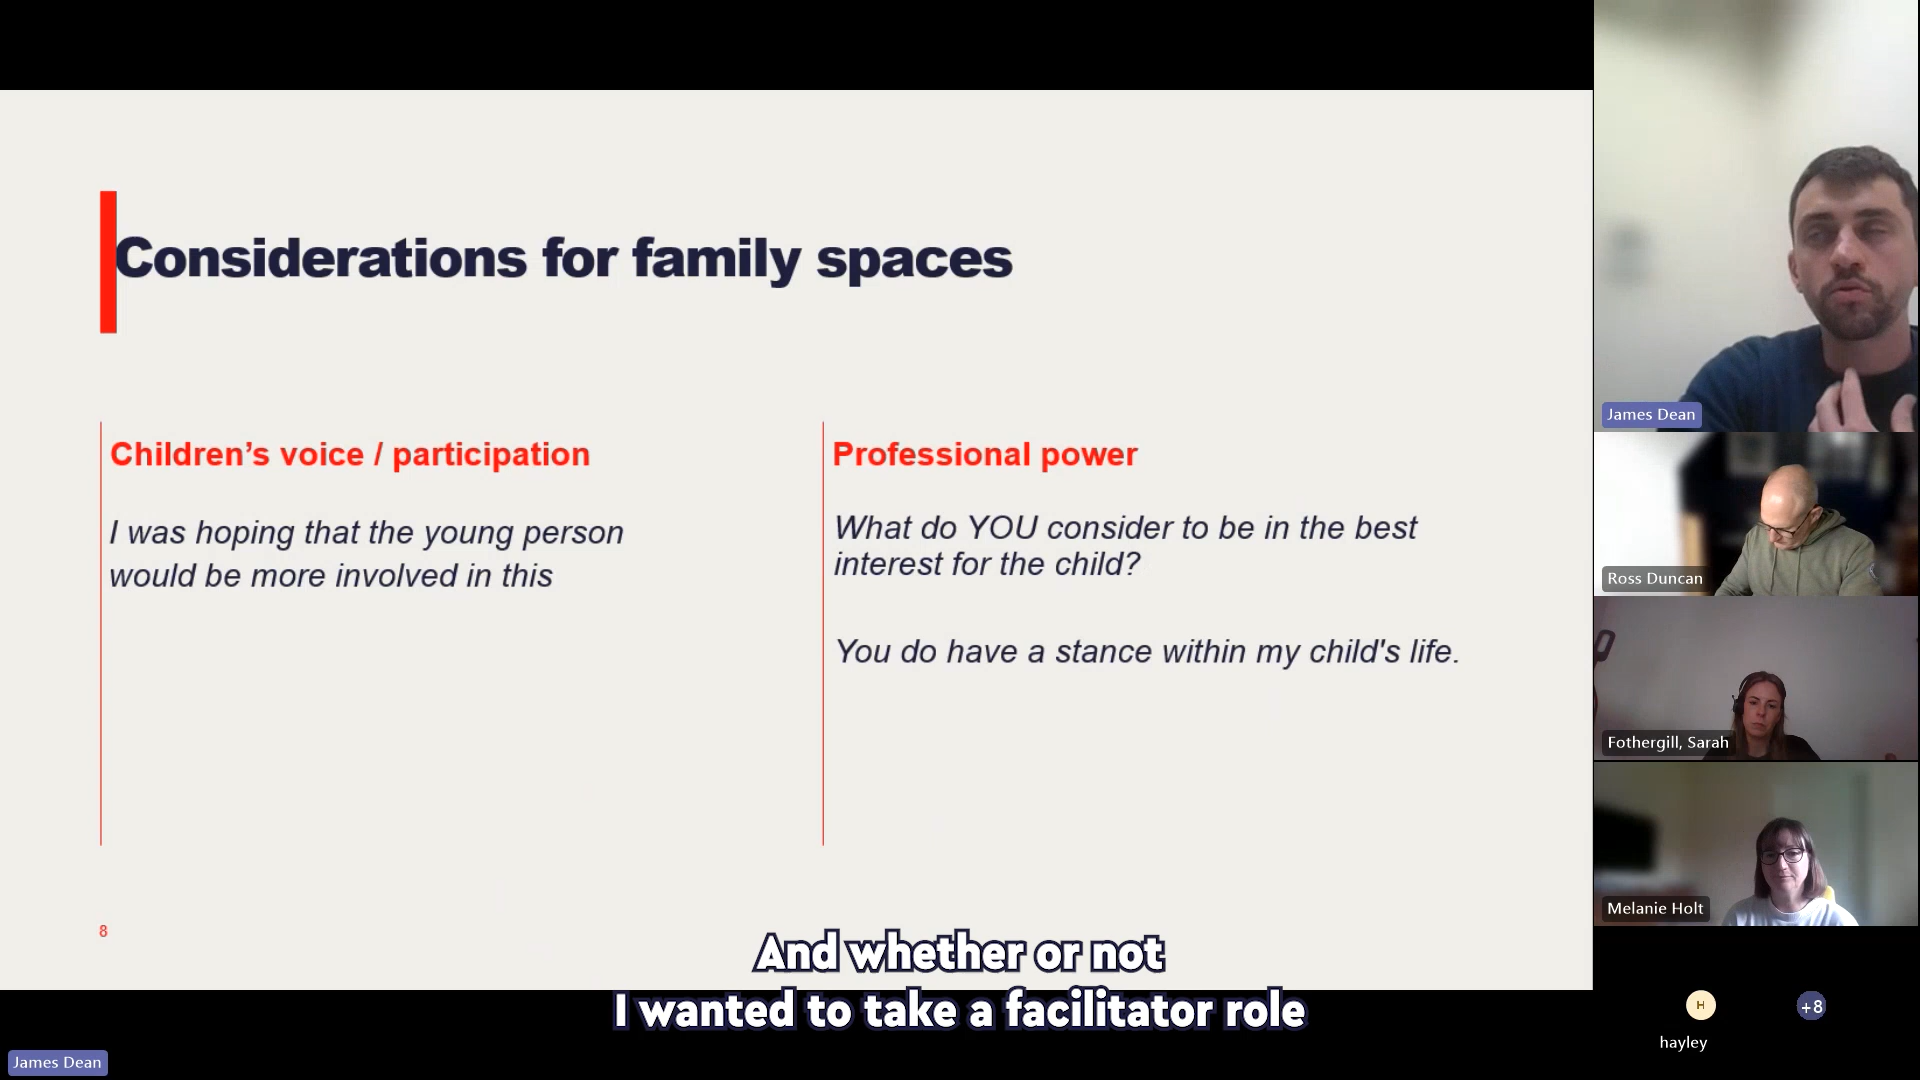 Considerations for family spaces
Children’s voice / participation
I was hoping that the young person
would be more involved in this
Professional power
What do YOU consider to be in the best
interest for the child?
You do have a stance within my child's life.
8
And whether or not
I wanted to take a facilitator role
James Dean
James Dean
Ross Duncan
Fothergill, Sarah
Melanie Holt
H
+8
hayley